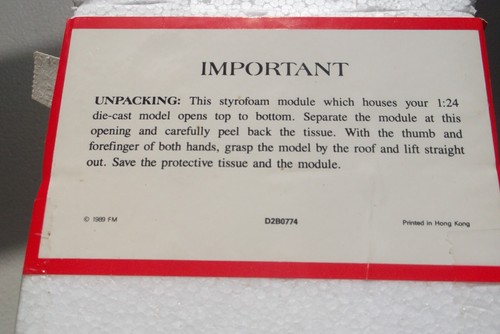 IMPORTANT
UNPACKING: This styrofoam module which houses your 1:24
die-cast model opens top to bottom. Separate the module at this
opening and carefully peel back the tissue. With the thumb and
forefinger of both hands, grasp the model by the roof and lift straight
out. Save the protective tissue and the module.
© 1989 FM D2B0774 Printed in Hong Kong